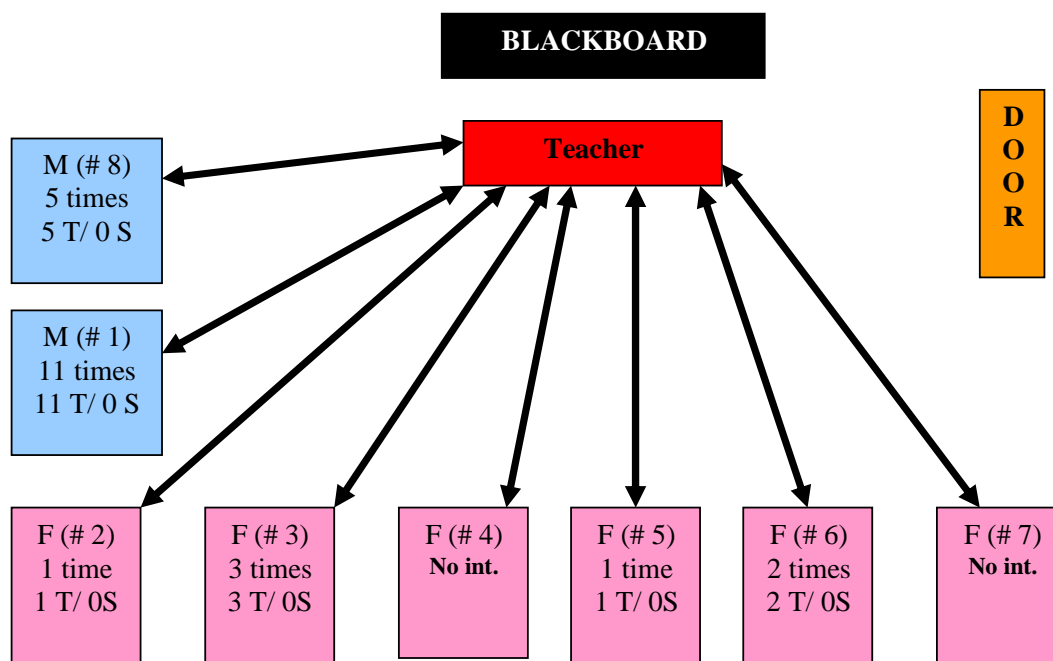 BLACKBOARD
Teacher
D
O
O
R
M (# 8)
5 times
5 T/ 0 S
M (# 1)
11 times
11 T/ 0 S
F (# 2)
1 time
1 T/ 0S
F (# 3)
3 times
3 T/ 0S
F (# 4)
No int.
F (# 5)
1 time
1 T/ 0S
F (# 6)
2 times
2 T/ 0S
F (# 7)
No int.